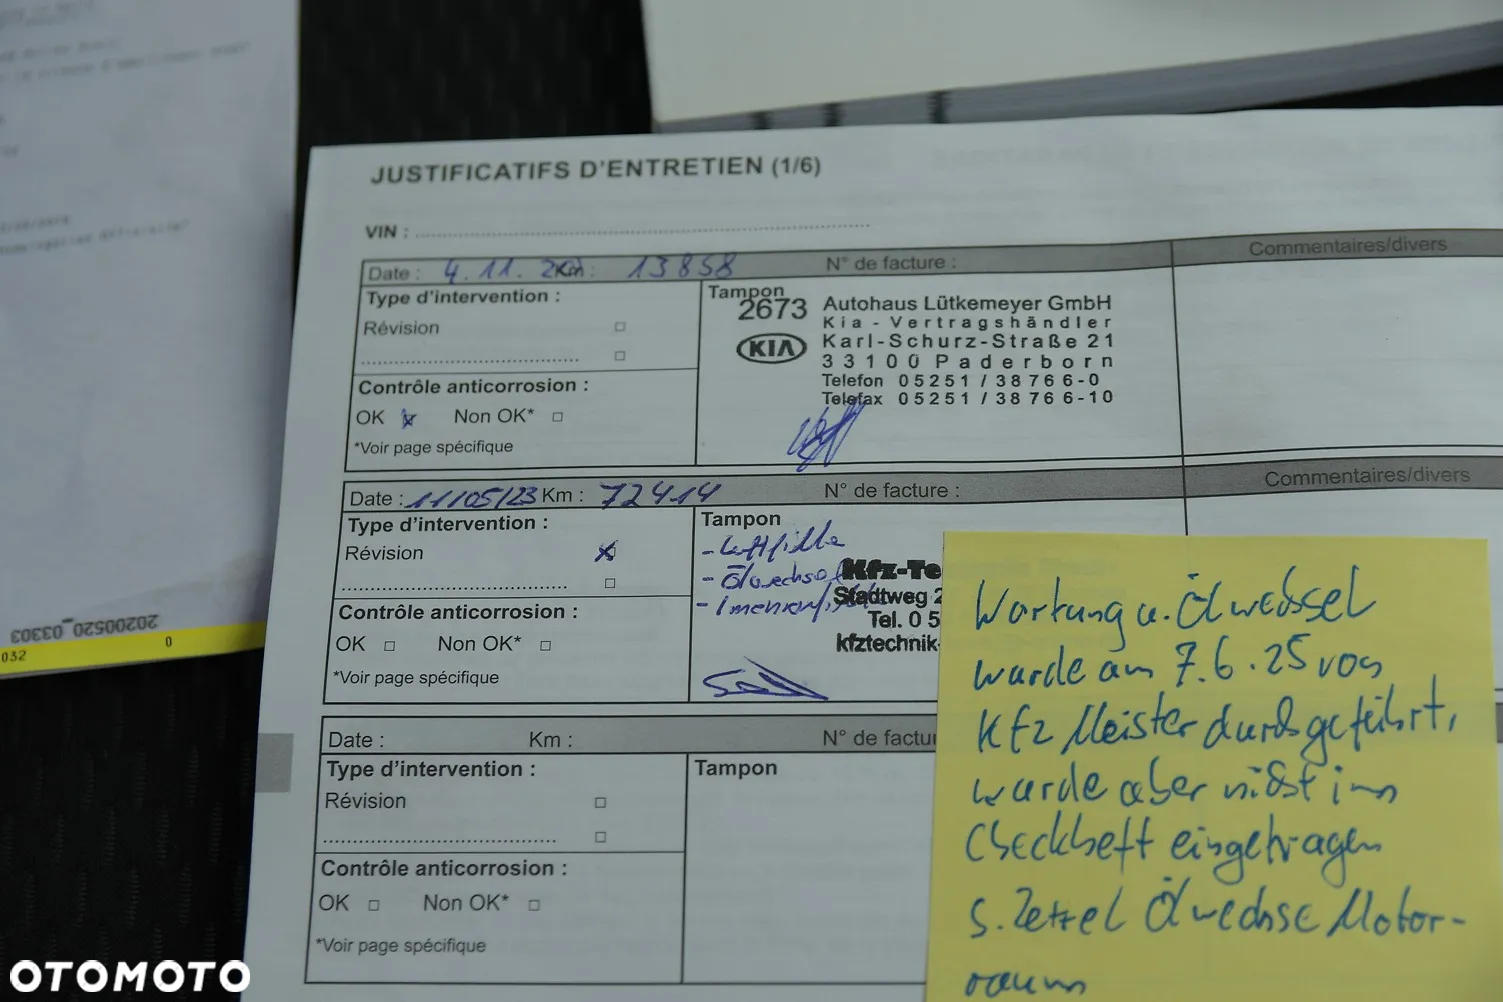 JUSTIFICATIFS D'ENTRETIEN (1/6)
VIN :
Date : 4.11.20 Km : 13858 N° de facture : Commentaires/divers
Type d'intervention :
Révision
Contrôle anticorrosion :
OK Non OK*
*Voir page spécifique
Tampon
2673
KIA
Autohaus Lütkemeyer GmbH
Kia - Vertragshändler
Karl-Schurz-Straße 21
33100 Paderborn
Telefon 05251 / 38766-0
Telefax 05251 / 38766-10
Date : 11/05/23 Km : 72414 N° de facture : Commentaires/divers
Type d'intervention :
Révision
Contrôle anticorrosion :
OK Non OK*
*Voir page spécifique
Tampon
- Luftfilter
- Ölwechsel
Kfz-Te
Stadtweg 2
Tel. 0 5
kfztechnik-
Date : Km : N° de factu
Type d'intervention :
Révision
Contrôle anticorrosion :
OK Non OK*
*Voir page spécifique
Tampon
Wartung u. Ölwechsel
wurde am 7.6.25 von
Kfz Meister durchgeführt,
wurde aber nicht im
Checkheft eingetragen
s. Zettel Ölwechsel Motor-
raum
20200520_03303
032
0
OTOMOTO